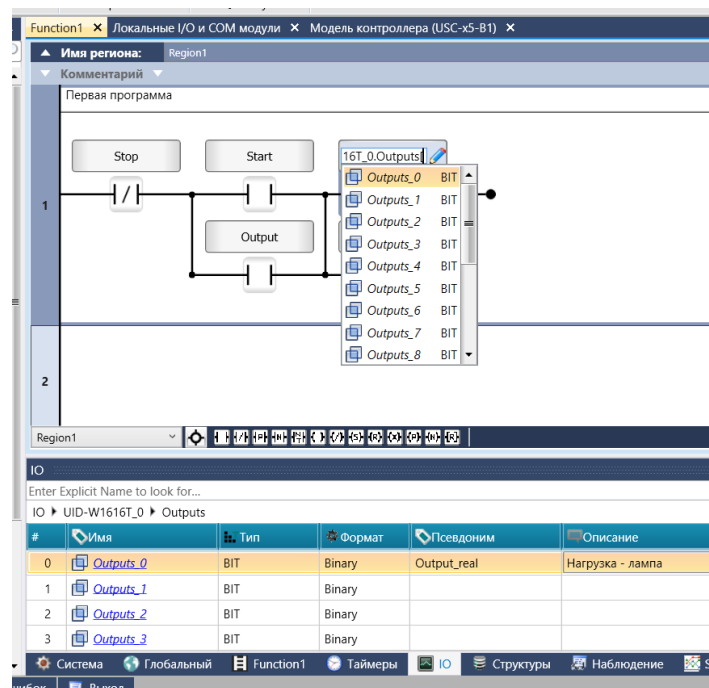 Function1 × Локальные I/O и COM модули × Модель контроллера (USC-x5-B1) ×
Имя региона: Region1
Комментарий
Первая программа
Stop Start 16T_0.Outputs
Outputs_0 BIT
Outputs_1 BIT
1
Outputs_2 BIT
Output Outputs_3 BIT
Outputs_4 BIT
Outputs_5 BIT
Outputs_6 BIT
Outputs_7 BIT
Outputs_8 BIT
2
Region1
IO
Enter Explicit Name to look for...
IO UID-W1616T_0 Outputs
# Имя Тип Формат Псевдоним Описание
0 Outputs_0 BIT Binary Output_real Нагрузка - лампа
1 Outputs_1 BIT Binary
2 Outputs_2 BIT Binary
3 Outputs_3 BIT Binary
Система Глобальный Function1 Таймеры IO Структуры Наблюдение S
Выход